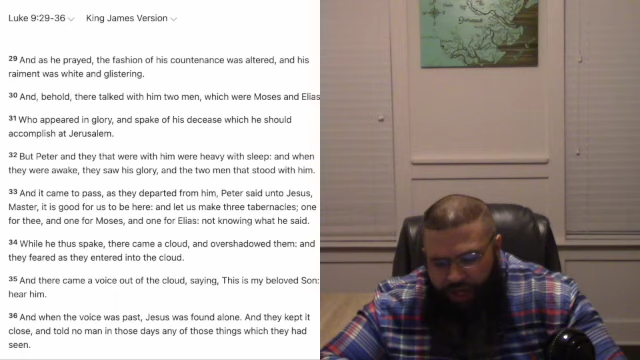 Luke 9:29-36 King James Version
29 And as he prayed, the fashion of his countenance was altered, and his
raiment was white and glistering.
30 And, behold, there talked with him two men, which were Moses and Elias
31 Who appeared in glory, and spake of his decease which he should
accomplish at Jerusalem.
32 But Peter and they that were with him were heavy with sleep: and when
they were awake, they saw his glory, and the two men that stood with him.
33 And it came to pass, as they departed from him, Peter said unto Jesus,
Master, it is good for us to be here: and let us make three tabernacles; one
for thee, and one for Moses, and one for Elias: not knowing what he said.
34 While he thus spake, there came a cloud, and overshadowed them: and
they feared as they entered into the cloud.
35 And there came a voice out of the cloud, saying, This is my beloved Son:
hear him.
36 And when the voice was past, Jesus was found alone. And they kept it
close, and told no man in those days any of those things which they had
seen.